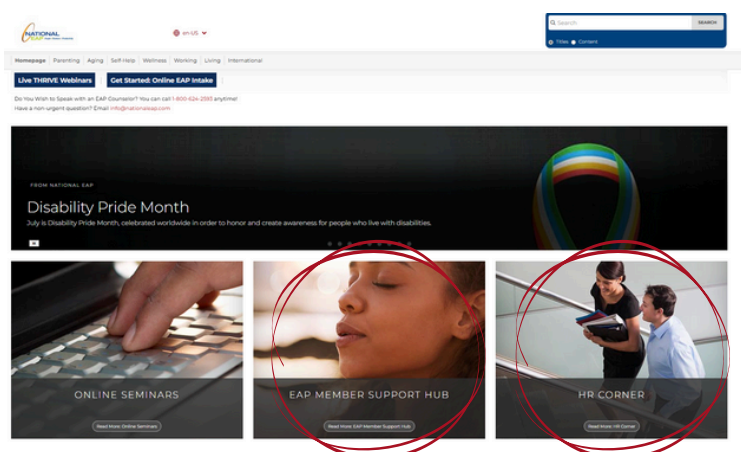 NATIONAL
EAP
en-US
Search
SEARCH
Titles
Content
Homepage Parenting Aging Self-Help Wellness Working Living International
Live THRIVE Webinars
Get Started: Online EAP Intake
Do You Wish to Speak with an EAP Counselor? You can call 1-800-624-2593 anytime!
Have a non-urgent question? Email info@nationaleap.com
FROM NATIONAL EAP
Disability Pride Month
July is Disability Pride Month, celebrated worldwide in order to honor and create awareness for people who live with disabilities.
ONLINE SEMINARS
Read More: Online Seminars
EAP MEMBER SUPPORT HUB
Read More: EAP Member Support Hub
HR CORNER
Read More: HR Corner